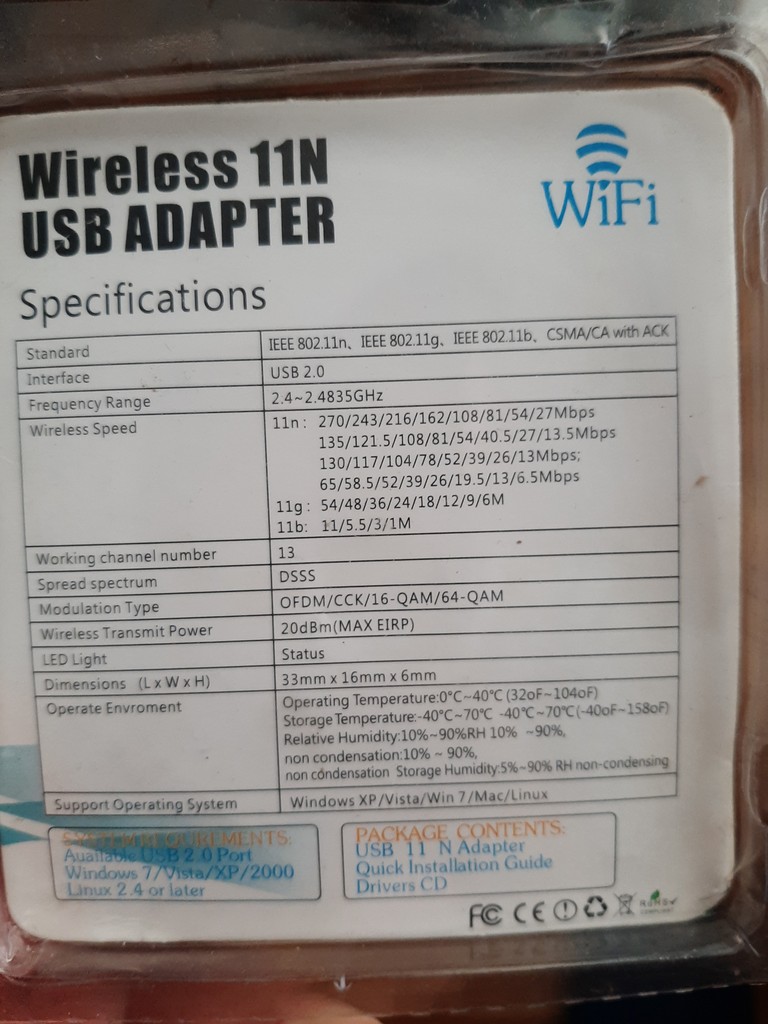 Wireless 11N
USB ADAPTER
WiFi
Specifications
Standard IEEE 802.11n、IEEE 802.11g、IEEE 802.11b、CSMA/CA with ACK
Interface USB 2.0
Frequency Range 2.4~2.4835GHz
Wireless Speed 11n: 270/243/216/162/108/81/54/27Mbps
135/121.5/108/81/54/40.5/27/13.5Mbps
130/117/104/78/52/39/26/13Mbps;
65/58.5/52/39/26/19.5/13/6.5Mbps
11g: 54/48/36/24/18/12/9/6M
11b: 11/5.5/3/1M
Working channel number 13
Spread spectrum DSSS
Modulation Type OFDM/CCK/16-QAM/64-QAM
Wireless Transmit Power 20dBm(MAX EIRP)
LED Light Status
Dimensions (L x W x H) 33mm x 16mm x 6mm
Operate Envroment Operating Temperature:0°C~40°C (32oF~104oF)
Storage Temperature:-40°C~70°C -40°C~70°C(-40oF~158oF)
Relative Humidity:10%~90%RH 10% ~90%,
non condensation:10% ~ 90%,
non condensation Storage Humidity:5%~90% RH non-condensing
Support Operating System Windows XP/Vista/Win 7/Mac/Linux
SYSTEM REQUIREMENTS:
Auailable USB 2.0 Port
Windows 7/Vista/XP/2000
Linux 2.4 or later
PACKAGE CONTENTS:
USB 11 N Adapter
Quick Installation Guide
Drivers CD
FC CE RoHS